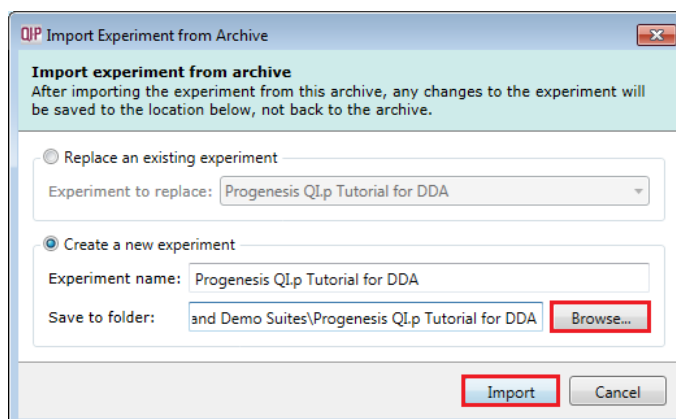 QIP Import Experiment from Archive
Import experiment from archive
After importing the experiment from this archive, any changes to the experiment will
be saved to the location below, not back to the archive.
Replace an existing experiment
Experiment to replace: Progenesis QI.p Tutorial for DDA
Create a new experiment
Experiment name: Progenesis QI.p Tutorial for DDA
Save to folder: and Demo Suites\Progenesis QI.p Tutorial for DDA Browse...
Import Cancel